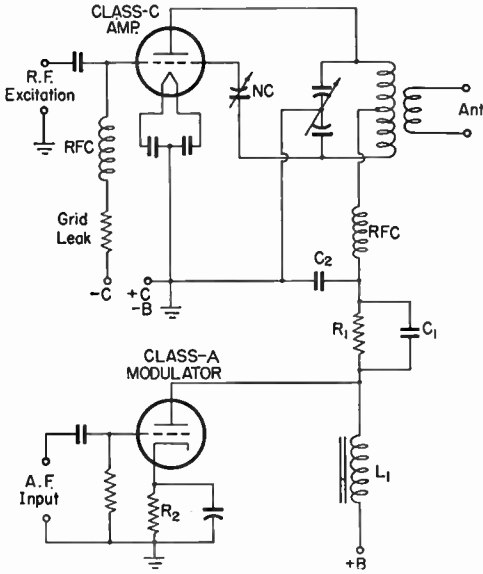 CLASS-C
AMP.
R.F.
Excitation
NC
Ant
RFC
Grid
Leak
RFC
-C
+C
-B
C2
R1
C1
CLASS-A
MODULATOR
A.F.
Input
R2
L1
+B